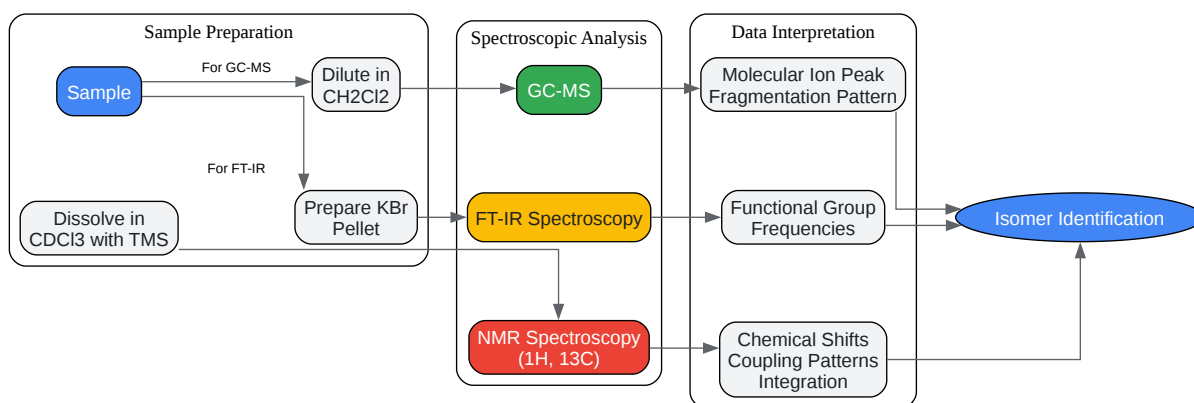 Sample Preparation
Spectroscopic Analysis
Data Interpretation
For GC-MS
Sample
Dilute in
CH2Cl2
GC-MS
Molecular Ion Peak
Fragmentation Pattern
For FT-IR
Dissolve in
CDCl3 with TMS
Prepare KBr
Pellet
FT-IR Spectroscopy
Functional Group
Frequencies
Isomer Identification
NMR Spectroscopy
(1H, 13C)
Chemical Shifts
Coupling Patterns
Integration